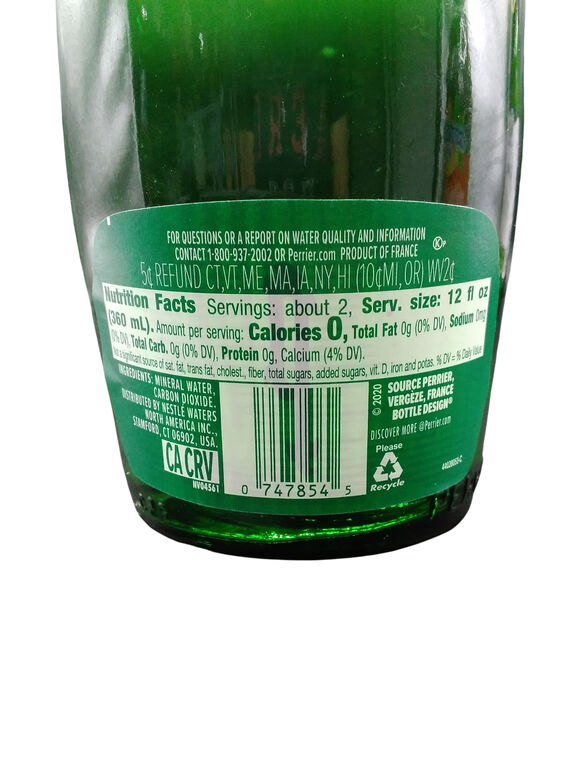 FOR QUESTIONS OR A REPORT ON WATER QUALITY AND INFORMATION
CONTACT 1-800-937-2002 OR Perrier.com PRODUCT OF FRANCE
K P
5¢ REFUND CT,VT,ME,MA,IA,NY,HI (10¢MI, OR) WV2¢
Nutrition Facts Servings: about 2, Serv. size: 12 fl oz
(360 mL). Amount per serving: Calories 0, Total Fat 0g (0% DV), Sodium 0mg
(0% DV), Total Carb. 0g (0% DV), Protein 0g, Calcium (4% DV).
Not a significant source of sat. fat, trans fat, cholest., fiber, total sugars, added sugars, vit. D, iron and potas. % DV = % Daily Value
INGREDIENTS: MINERAL WATER,
CARBON DIOXIDE.
DISTRIBUTED BY NESTLÉ WATERS
NORTH AMERICA INC.,
STAMFORD, CT 06902, USA.
CA CRV
NV04561
0 74785 4 5
© 2020
SOURCE PERRIER,
VERGÈZE, FRANCE
BOTTLE DESIGN®
DISCOVER MORE @Perrier.com
Please
Recycle